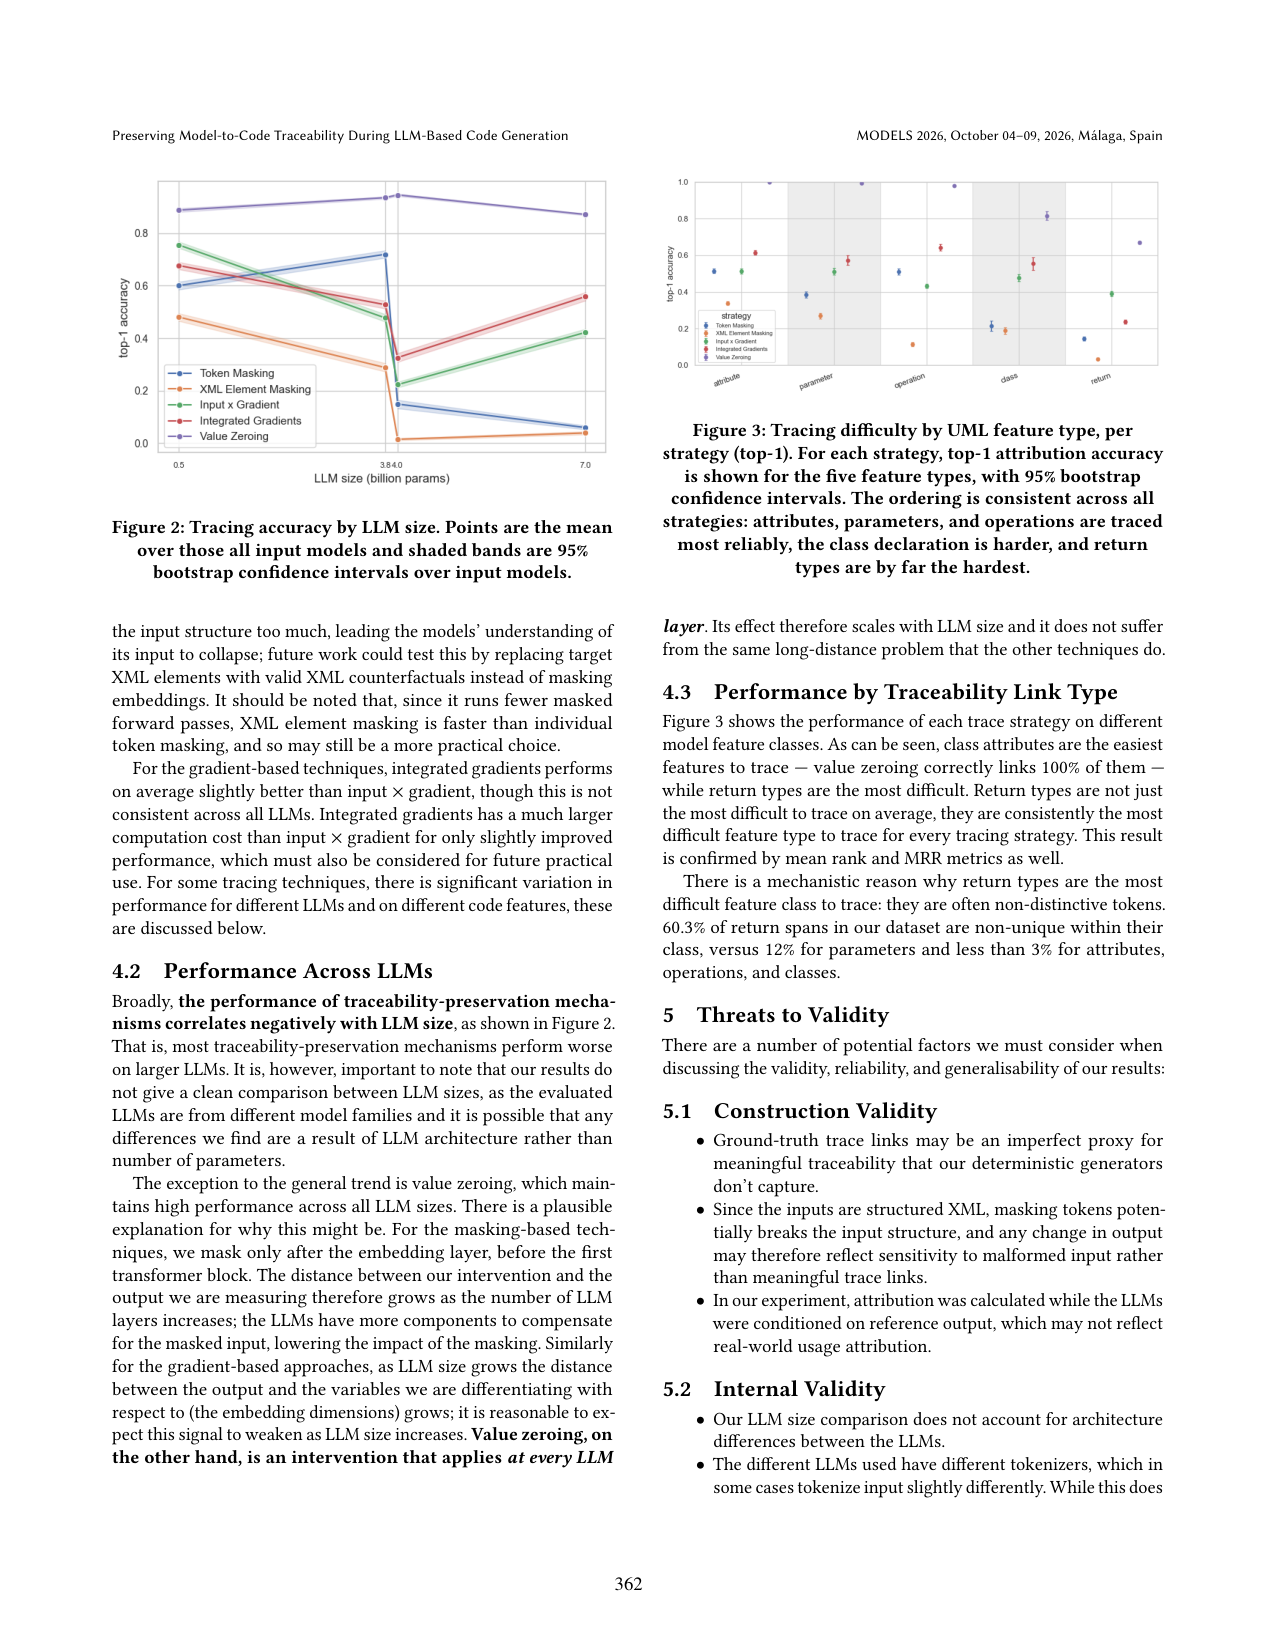 Preserving Model-to-Code Traceability During LLM-Based Code Generation
MODELS 2026, October 04–09, 2026, Málaga, Spain
top-1 accuracy
0.8
0.6
0.4
0.2
0.0
Token Masking
XML Element Masking
Input x Gradient
Integrated Gradients
Value Zeroing
0.5
3.84.0
7.0
LLM size (billion params)
Figure 2: Tracing accuracy by LLM size. Points are the mean
over those all input models and shaded bands are 95%
bootstrap confidence intervals over input models.
the input structure too much, leading the models’ understanding of
its input to collapse; future work could test this by replacing target
XML elements with valid XML counterfactuals instead of masking
embeddings. It should be noted that, since it runs fewer masked
forward passes, XML element masking is faster than individual
token masking, and so may still be a more practical choice.
For the gradient-based techniques, integrated gradients performs
on average slightly better than input × gradient, though this is not
consistent across all LLMs. Integrated gradients has a much larger
computation cost than input × gradient for only slightly improved
performance, which must also be considered for future practical
use. For some tracing techniques, there is significant variation in
performance for different LLMs and on different code features, these
are discussed below.
4.2 Performance Across LLMs
Broadly, the performance of traceability-preservation mecha-
nisms correlates negatively with LLM size, as shown in Figure 2.
That is, most traceability-preservation mechanisms perform worse
on larger LLMs. It is, however, important to note that our results do
not give a clean comparison between LLM sizes, as the evaluated
LLMs are from different model families and it is possible that any
differences we find are a result of LLM architecture rather than
number of parameters.
The exception to the general trend is value zeroing, which main-
tains high performance across all LLM sizes. There is a plausible
explanation for why this might be. For the masking-based tech-
niques, we mask only after the embedding layer, before the first
transformer block. The distance between our intervention and the
output we are measuring therefore grows as the number of LLM
layers increases; the LLMs have more components to compensate
for the masked input, lowering the impact of the masking. Similarly
for the gradient-based approaches, as LLM size grows the distance
between the output and the variables we are differentiating with
respect to (the embedding dimensions) grows; it is reasonable to ex-
pect this signal to weaken as LLM size increases. Value zeroing, on
the other hand, is an intervention that applies at every LLM
top-1 accuracy
1.0
0.8
0.6
0.4
0.2
0.0
strategy
Token Masking
XML Element Masking
Input x Gradient
Integrated Gradients
Value Zeroing
attribute
parameter
operation
class
return
Figure 3: Tracing difficulty by UML feature type, per
strategy (top-1). For each strategy, top-1 attribution accuracy
is shown for the five feature types, with 95% bootstrap
confidence intervals. The ordering is consistent across all
strategies: attributes, parameters, and operations are traced
most reliably, the class declaration is harder, and return
types are by far the hardest.
layer. Its effect therefore scales with LLM size and it does not suffer
from the same long-distance problem that the other techniques do.
4.3 Performance by Traceability Link Type
Figure 3 shows the performance of each trace strategy on different
model feature classes. As can be seen, class attributes are the easiest
features to trace — value zeroing correctly links 100% of them —
while return types are the most difficult. Return types are not just
the most difficult to trace on average, they are consistently the most
difficult feature type to trace for every tracing strategy. This result
is confirmed by mean rank and MRR metrics as well.
There is a mechanistic reason why return types are the most
difficult feature class to trace: they are often non-distinctive tokens.
60.3% of return spans in our dataset are non-unique within their
class, versus 12% for parameters and less than 3% for attributes,
operations, and classes.
5 Threats to Validity
There are a number of potential factors we must consider when
discussing the validity, reliability, and generalisability of our results:
5.1 Construction Validity
• Ground-truth trace links may be an imperfect proxy for
meaningful traceability that our deterministic generators
don’t capture.
• Since the inputs are structured XML, masking tokens poten-
tially breaks the input structure, and any change in output
may therefore reflect sensitivity to malformed input rather
than meaningful trace links.
• In our experiment, attribution was calculated while the LLMs
were conditioned on reference output, which may not reflect
real-world usage attribution.
5.2 Internal Validity
• Our LLM size comparison does not account for architecture
differences between the LLMs.
• The different LLMs used have different tokenizers, which in
some cases tokenize input slightly differently. While this does
362